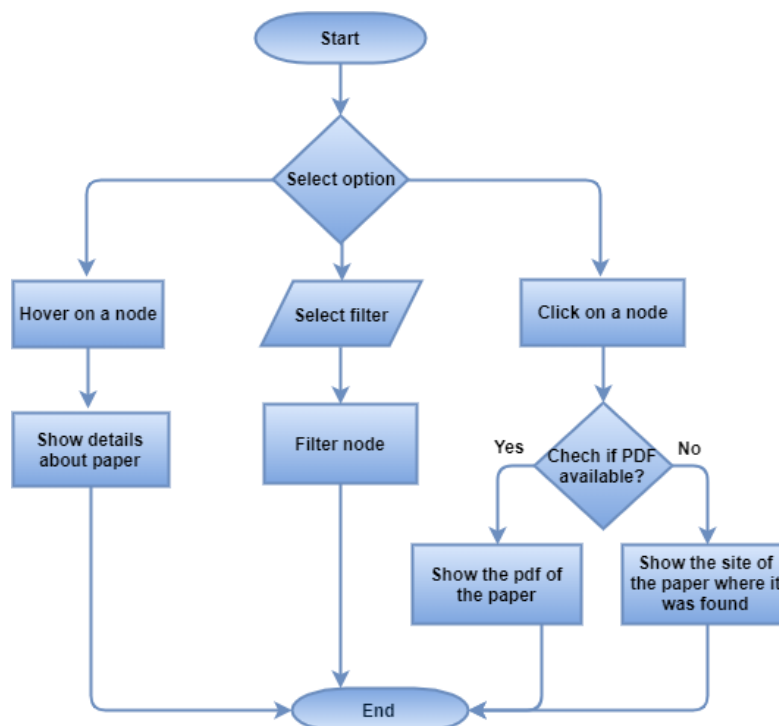 Start
Select option
Hover on a node
Select filter
Click on a node
Show details
about paper
Filter node
Yes
Chech if PDF
available?
No
Show the pdf of
the paper
Show the site of
the paper where it
was found
End